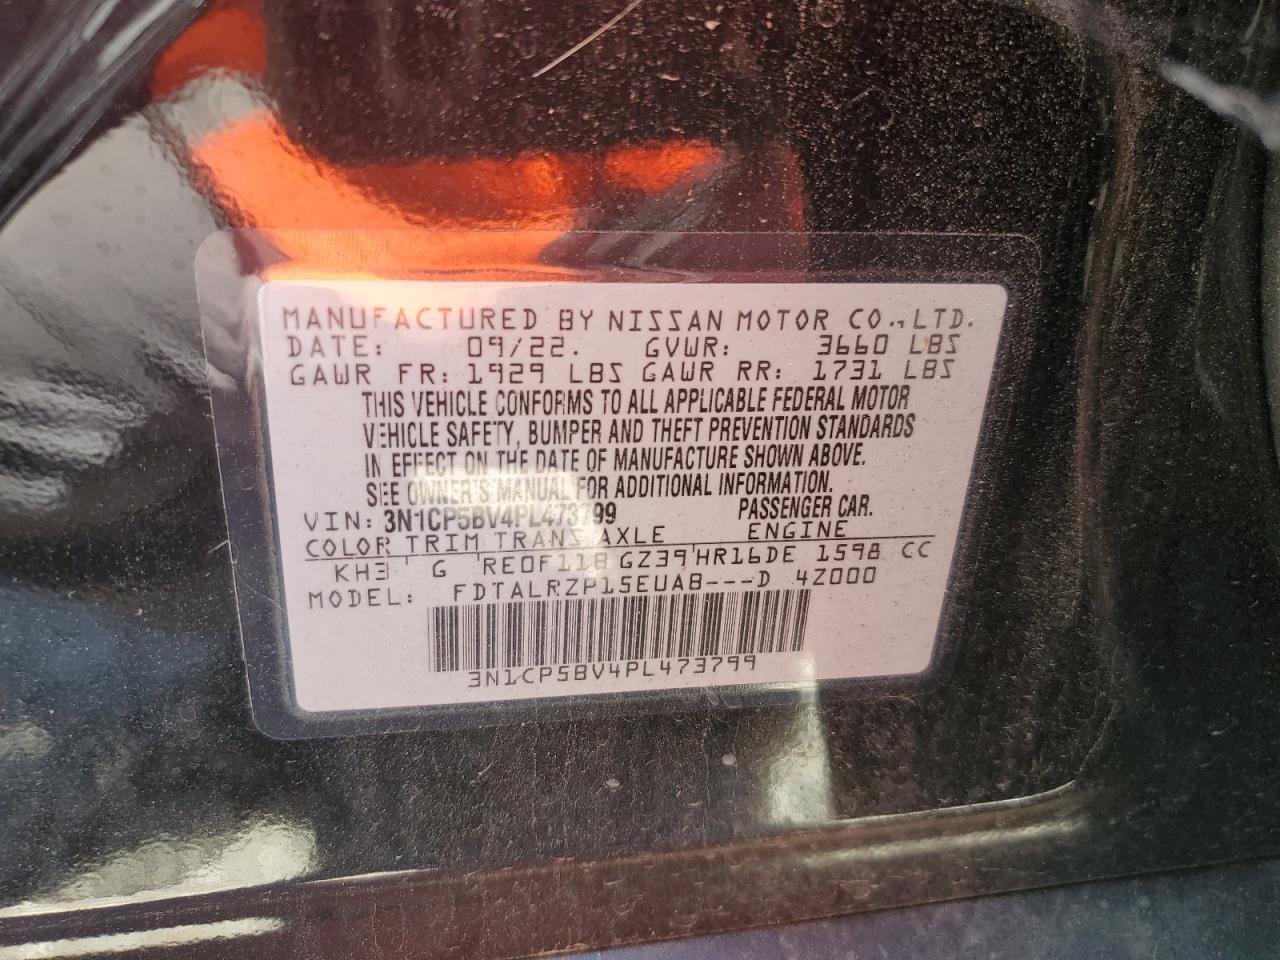 MANUFACTURED BY NISSAN MOTOR CO.,LTD.
DATE: 09/22. GVWR: 3660 LBS
GAWR FR: 1929 LBS GAWR RR: 1731 LBS
THIS VEHICLE CONFORMS TO ALL APPLICABLE FEDERAL MOTOR
VEHICLE SAFETY, BUMPER AND THEFT PREVENTION STANDARDS
IN EFFECT ON THE DATE OF MANUFACTURE SHOWN ABOVE.
SEE OWNER'S MANUAL FOR ADDITIONAL INFORMATION.
VIN: 3N1CP5BV4PL473799 PASSENGER CAR.
COLOR TRIM TRANS AXLE ENGINE
KH3 G RE0F11B GZ39 HR16DE 1598 CC
MODEL: FDTALRZP15EUA8---D 4Z000
3N1CP5BV4PL473799